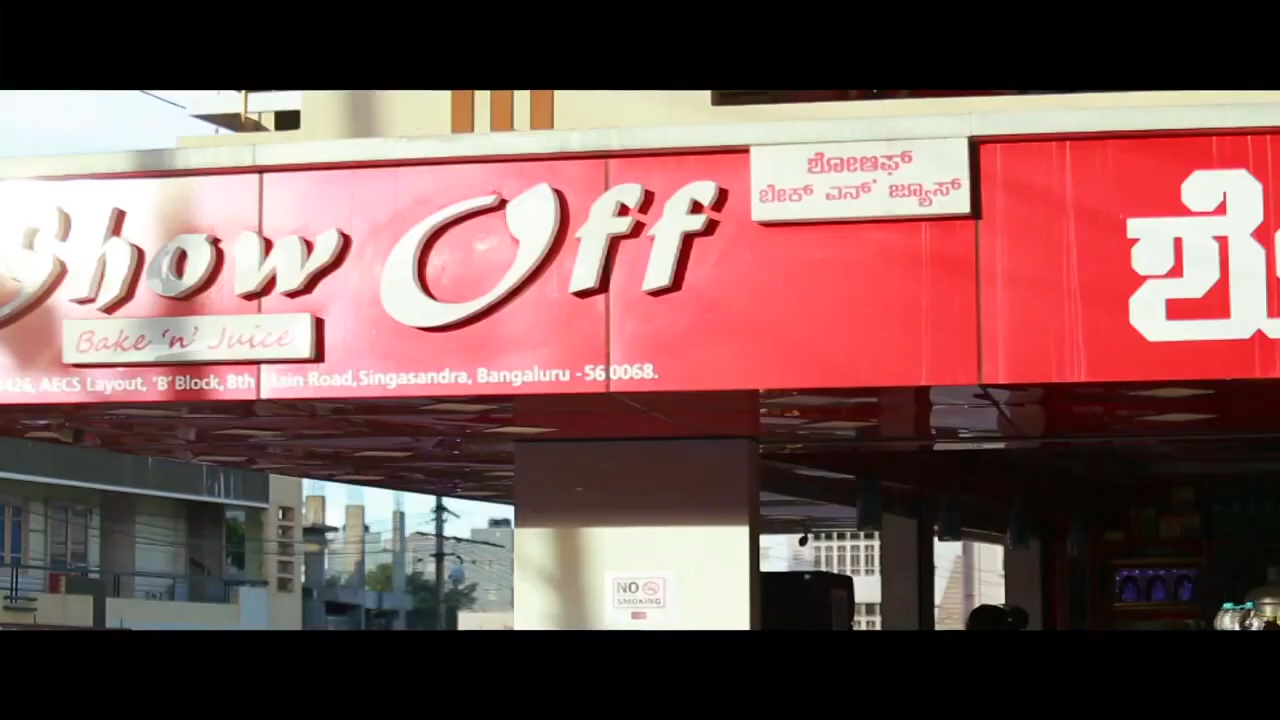 Show Off
Bake 'n' Juice
426, AECS Layout, 'B' Block, 8th Main Road, Singasandra, Bangaluru - 560068.
ಶೋಆಫ್
ಬೇಕ್ ಎನ್ ಜ್ಯೂಸ್
NO
SMOKING